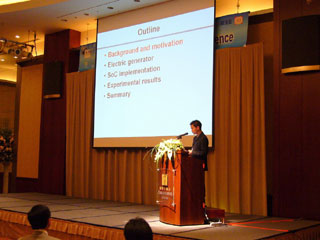 Outline
• Background and motivation
• Electric generator
• SoC implementation
• Experimental results
• Summary